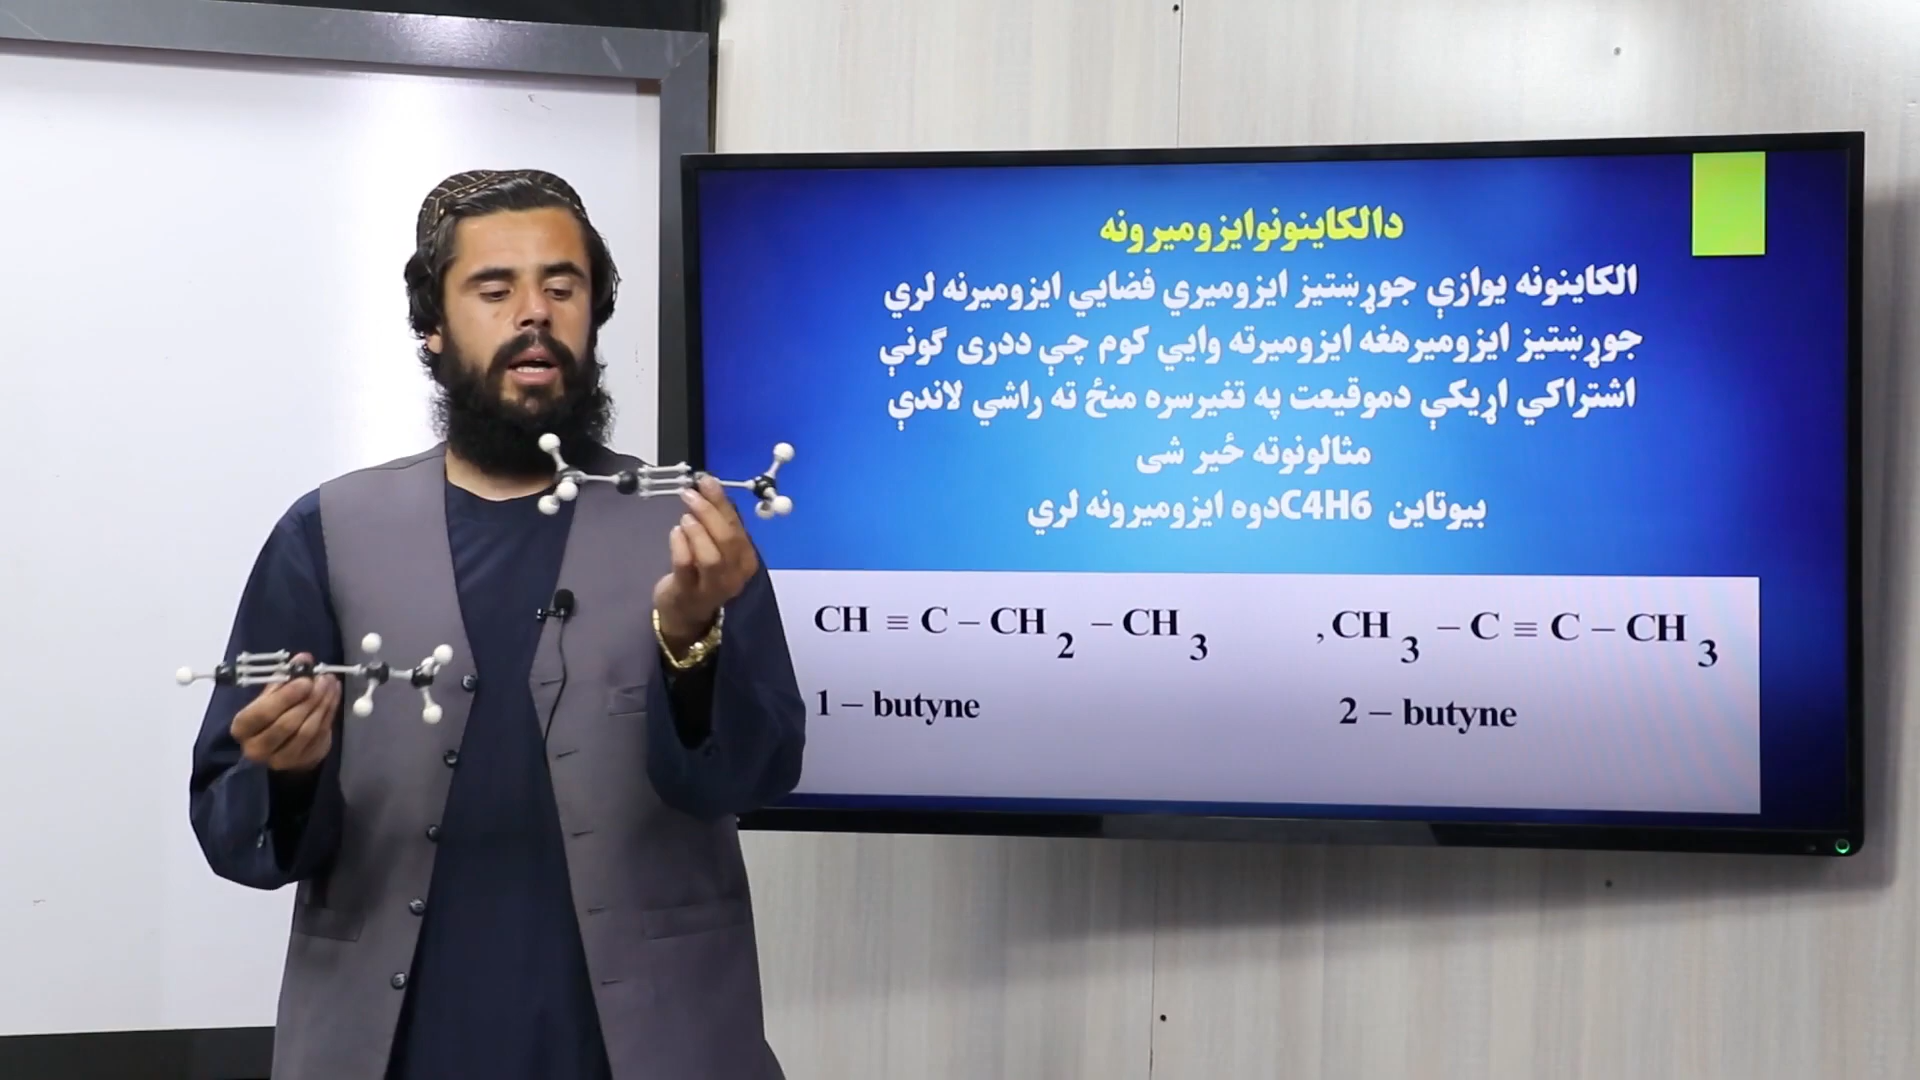 دالکاینونوایزومیرونه
الکاینونه یوازې جوړښتیز ایزومیري فضایي ایزومیرنه لري
جوړښتیز ایزومیرهغه ایزومیرته وایي کوم چې ددری ګونې
اشتراکي اړیکې دموقیعت په تغیرسره منځ ته راشي لاندې
مثالونوته ځیر شی
بیوتاین C4H6دوه ایزومیرونه لري
CH ≡ C – CH₂ – CH₃ , CH₃ – C ≡ C – CH₃
1 – butyne 2 – butyne